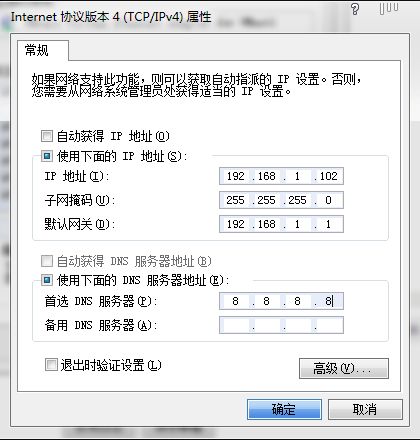 Internet 协议版本 4 (TCP/IPv4) 属性
常规
如果网络支持此功能，则可以获取自动指派的 IP 设置。否则，
您需要从网络系统管理员处获得适当的 IP 设置。
自动获得 IP 地址(O)
使用下面的 IP 地址(S):
IP 地址(I): 192 . 168 . 1 . 102
子网掩码(U): 255 . 255 . 255 . 0
默认网关(D): 192 . 168 . 1 . 1
自动获得 DNS 服务器地址(B)
使用下面的 DNS 服务器地址(E):
首选 DNS 服务器(P): 8 . 8 . 8 . 8
备用 DNS 服务器(A): . . .
退出时验证设置(L)
高级(V)...
确定 取消